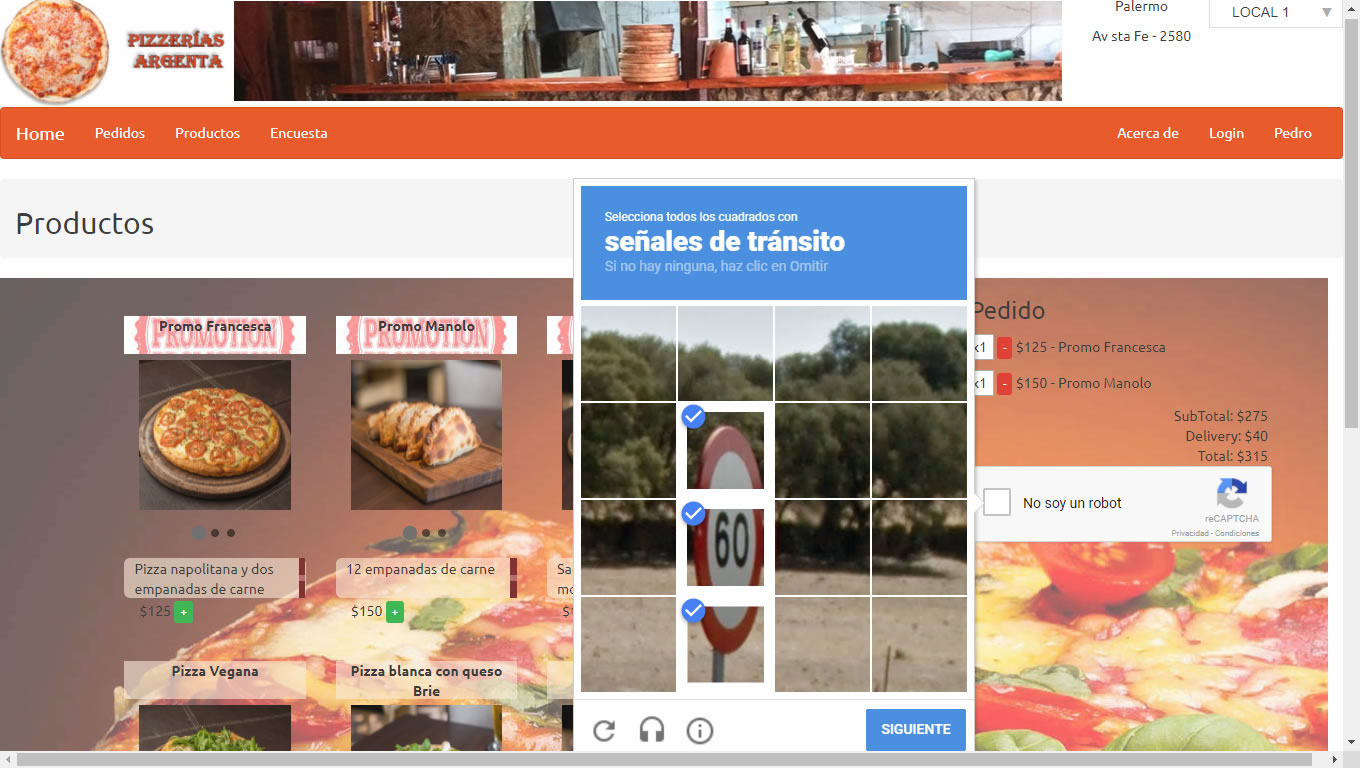 PIZZERÍAS
ARGENTA
Palermo
Av sta Fe - 2580
LOCAL 1
Home
Pedidos
Productos
Encuesta
Acerca de
Login
Pedro
Productos
Selecciona todos los cuadrados con
señales de tránsito
Si no hay ninguna, haz clic en Omitir
PROMOTION
Promo Francesca
PROMOTION
Promo Manolo
Pizza napolitana y dos
empanadas de carne
$125 +
12 empanadas de carne
$150 +
Pizza Vegana
Pizza blanca con queso
Brie
60
SIGUIENTE
Pedido
x1 - $125 - Promo Francesca
x1 - $150 - Promo Manolo
SubTotal: $275
Delivery: $40
Total: $315
No soy un robot
reCAPTCHA
Privacidad - Condiciones